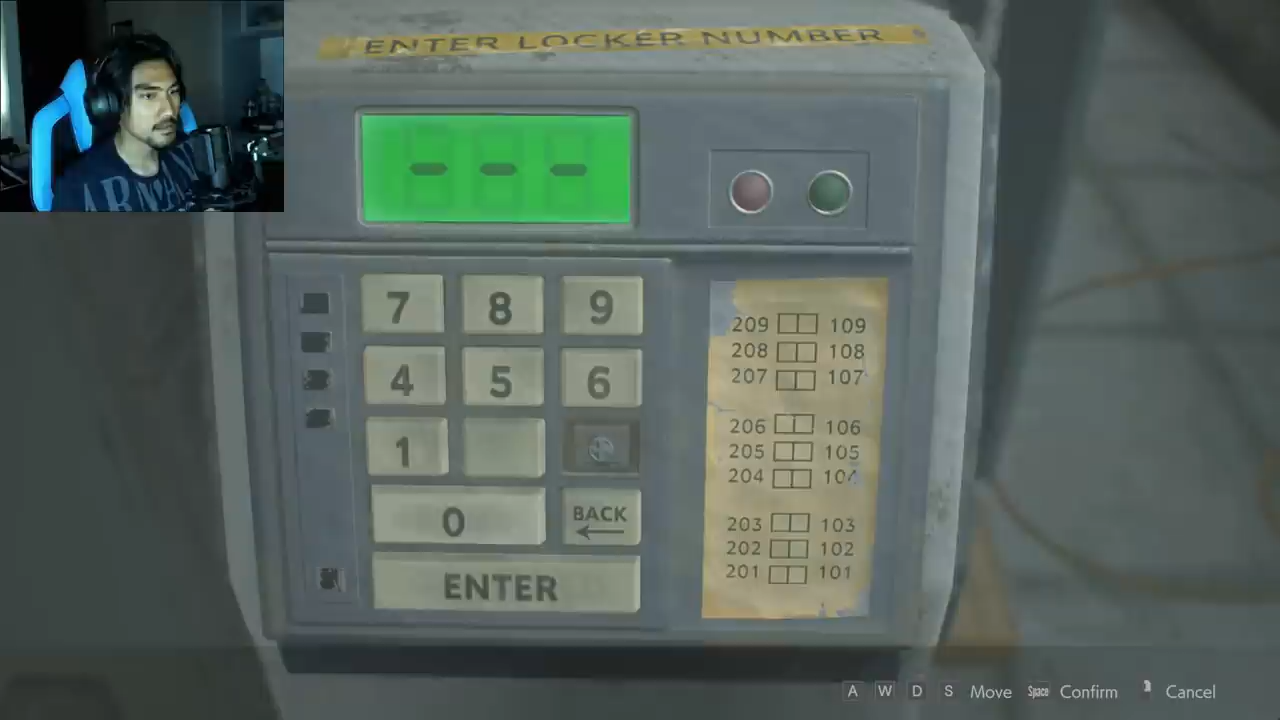 ENTER LOCKER NUMBER
7 8 9
4 5 6
1
0 BACK
ENTER
209 109
208 108
207 107
206 106
205 105
204 104
203 103
202 102
201 101
A W D S Move Space Confirm Cancel